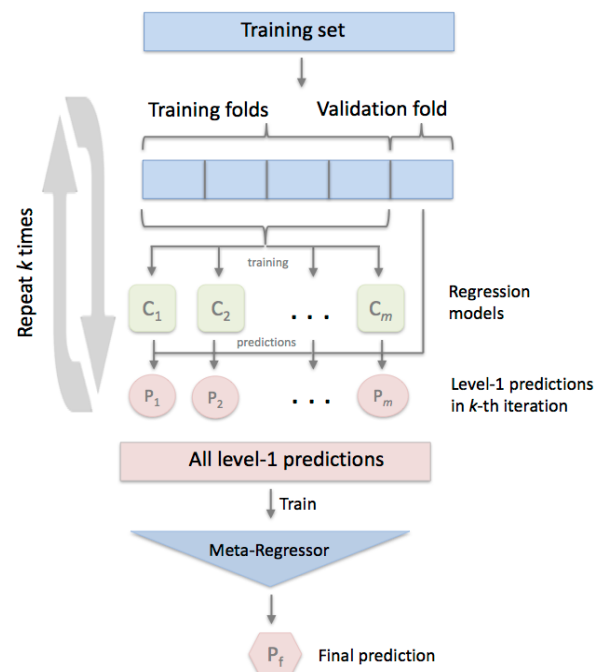 Training set
Training folds
Validation fold
Repeat k times
training
C1
C2
. . .
Cm
Regression
models
predictions
P1
P2
. . .
Pm
Level-1 predictions
in k-th iteration
All level-1 predictions
Train
Meta-Regressor
Pf
Final prediction